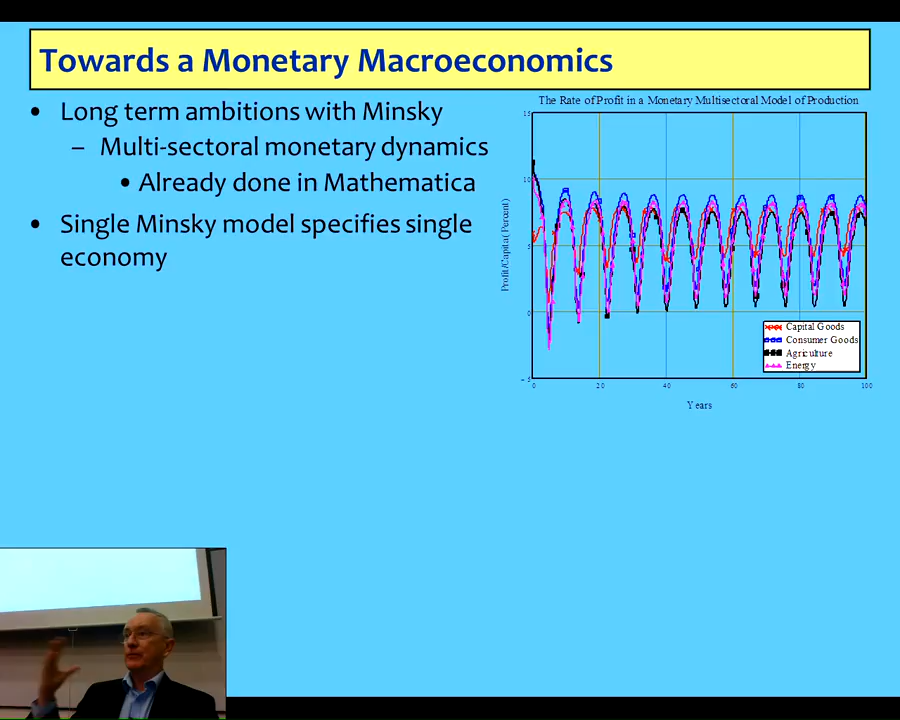 Towards a Monetary Macroeconomics
• Long term ambitions with Minsky
– Multi-sectoral monetary dynamics
• Already done in Mathematica
• Single Minsky model specifies single
economy
The Rate of Profit in a Monetary Multisectoral Model of Production
15
10
5
0
-5
Profit/Capital (Percent)
0 20 40 60 80 100
Years
Capital Goods
Consumer Goods
Agriculture
Energy